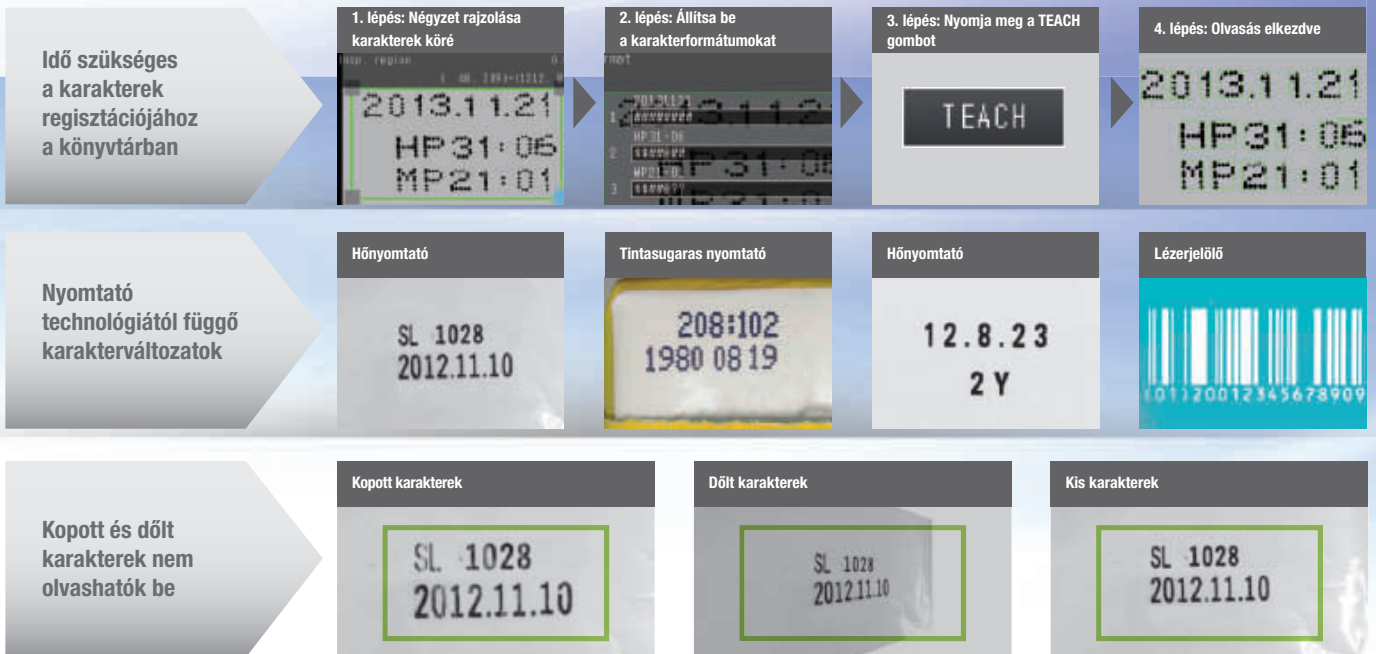 Idő szükséges
a karakterek
regisztációjához
a könyvtárban
1. lépés: Négyzet rajzolása
karakterek köré
2013.11.21
HP31:06
MP21:01
2. lépés: Állítsa be
a karakterformátumokat
3. lépés: Nyomja meg a TEACH
gombot
TEACH
4. lépés: Olvasás elkezdve
2013.11.21
HP31:06
MP21:01
Nyomtató
technológiától függő
karakterváltozatok
Hőnyomtató
SL 1028
2012.11.10
Tintasugaras nyomtató
208:102
1980 08 19
Hőnyomtató
12.8.23
2 Y
Lézerjelölő
(01)20012345678909
Kopott és dőlt
karakterek nem
olvashatók be
Kopott karakterek
SL 1028
2012.11.10
Dőlt karakterek
SL 1028
2012.11.10
Kis karakterek
SL 1028
2012.11.10